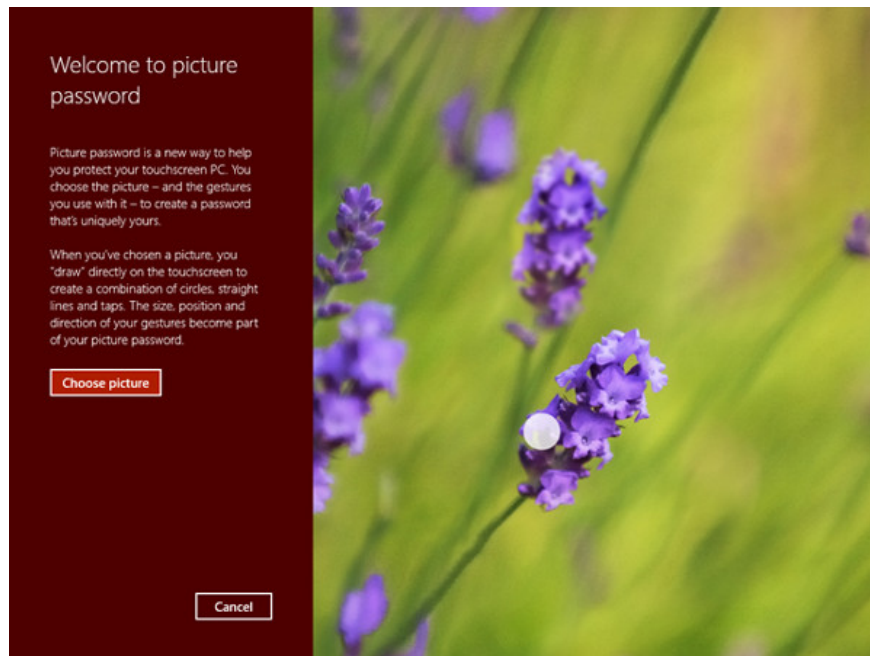 Welcome to picture
password
Picture password is a new way to help
you protect your touchscreen PC. You
choose the picture – and the gestures
you use with it – to create a password
that's uniquely yours.
When you've chosen a picture, you
"draw" directly on the touchscreen to
create a combination of circles, straight
lines and taps. The size, position and
direction of your gestures become part
of your picture password.
Choose picture
Cancel